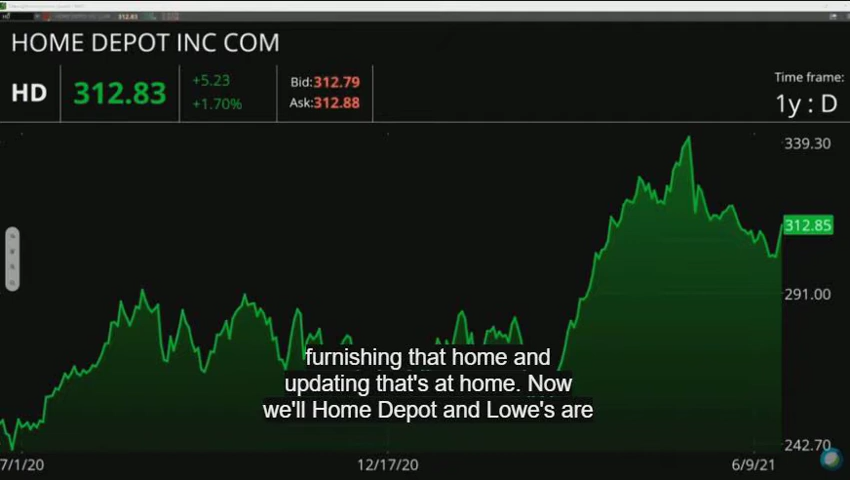 HOME DEPOT INC COM
HD
312.83
+5.23
+1.70%
Bid:312.79
Ask:312.88
Time frame:
1y : D
339.30
312.85
291.00
242.70
furnishing that home and
updating that's at home. Now
we'll Home Depot and Lowe's are
7/1/20
12/17/20
6/9/21